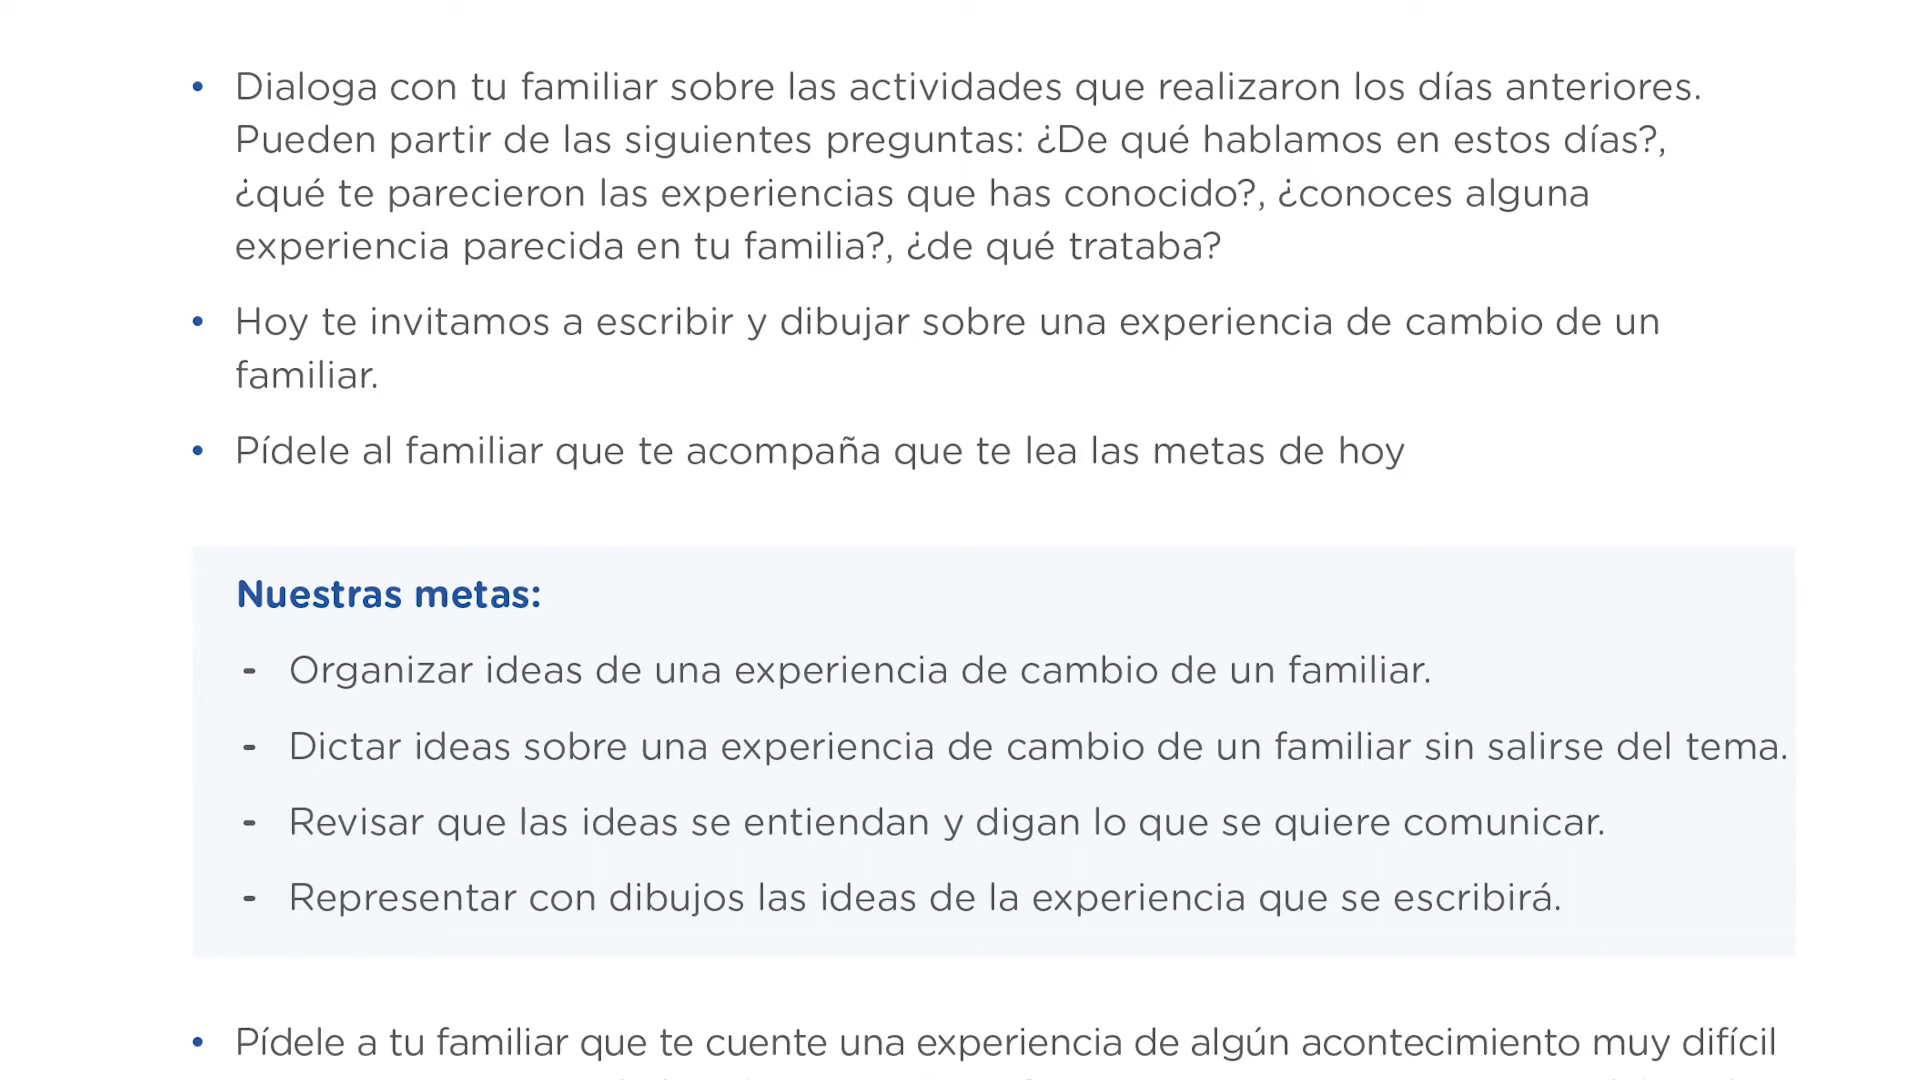 • Dialoga con tu familiar sobre las actividades que realizaron los días anteriores.
Pueden partir de las siguientes preguntas: ¿De qué hablamos en estos días?,
¿qué te parecieron las experiencias que has conocido?, ¿conoces alguna
experiencia parecida en tu familia?, ¿de qué trataba?
• Hoy te invitamos a escribir y dibujar sobre una experiencia de cambio de un
familiar.
• Pídele al familiar que te acompaña que te lea las metas de hoy
Nuestras metas:
- Organizar ideas de una experiencia de cambio de un familiar.
- Dictar ideas sobre una experiencia de cambio de un familiar sin salirse del tema.
- Revisar que las ideas se entiendan y digan lo que se quiere comunicar.
- Representar con dibujos las ideas de la experiencia que se escribirá.
• Pídele a tu familiar que te cuente una experiencia de algún acontecimiento muy difícil